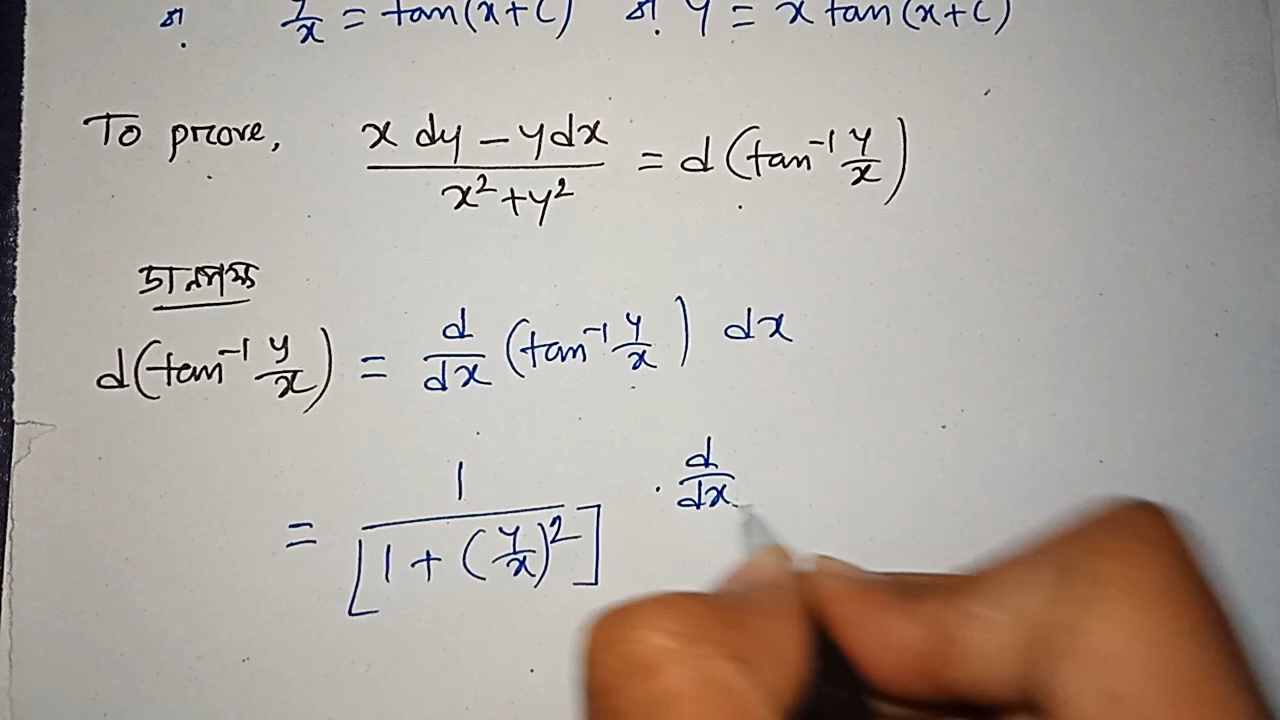 বা. y/x = tan(x+c) বা. y = x tan(x+c)
To prove, (x dy − y dx)/(x² + y²) = d(tan⁻¹ y/x)
ডানপক্ষ
d(tan⁻¹ y/x) = d/dx (tan⁻¹ y/x) dx
= 1/[1 + (y/x)²] · d/dx